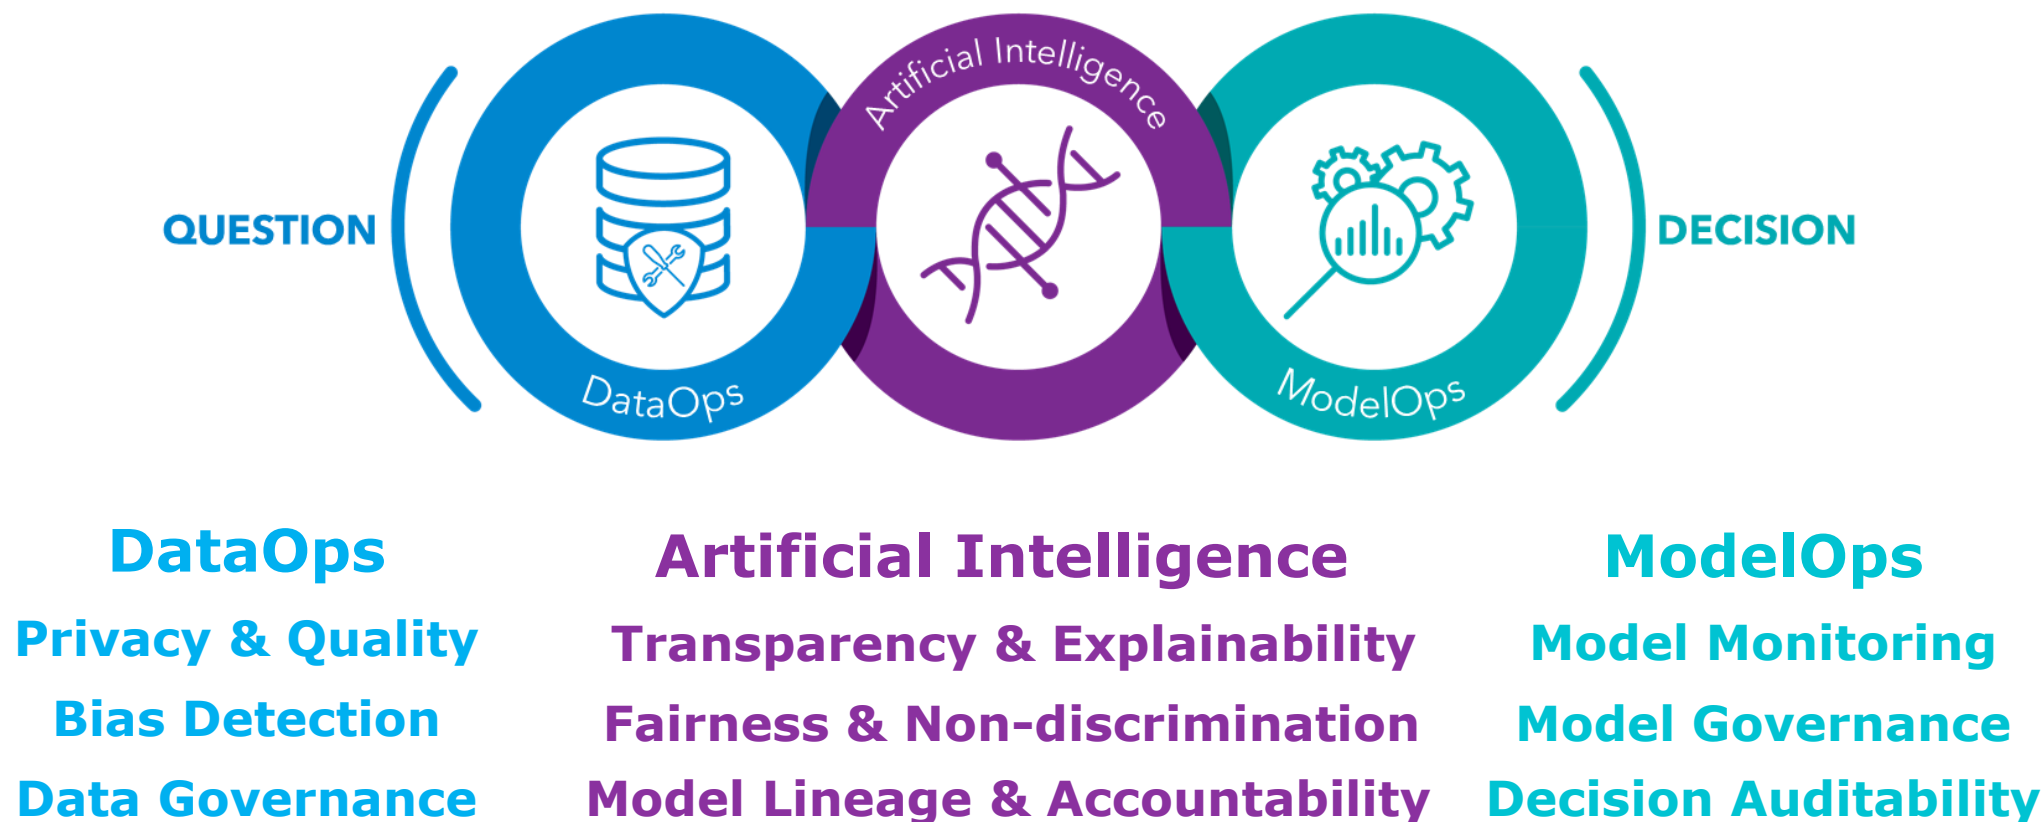 Artificial Intelligence
QUESTION
DECISION
DataOps
ModelOps
DataOps
Privacy & Quality
Bias Detection
Data Governance
Artificial Intelligence
Transparency & Explainability
Fairness & Non-discrimination
Model Lineage & Accountability
ModelOps
Model Monitoring
Model Governance
Decision Auditability